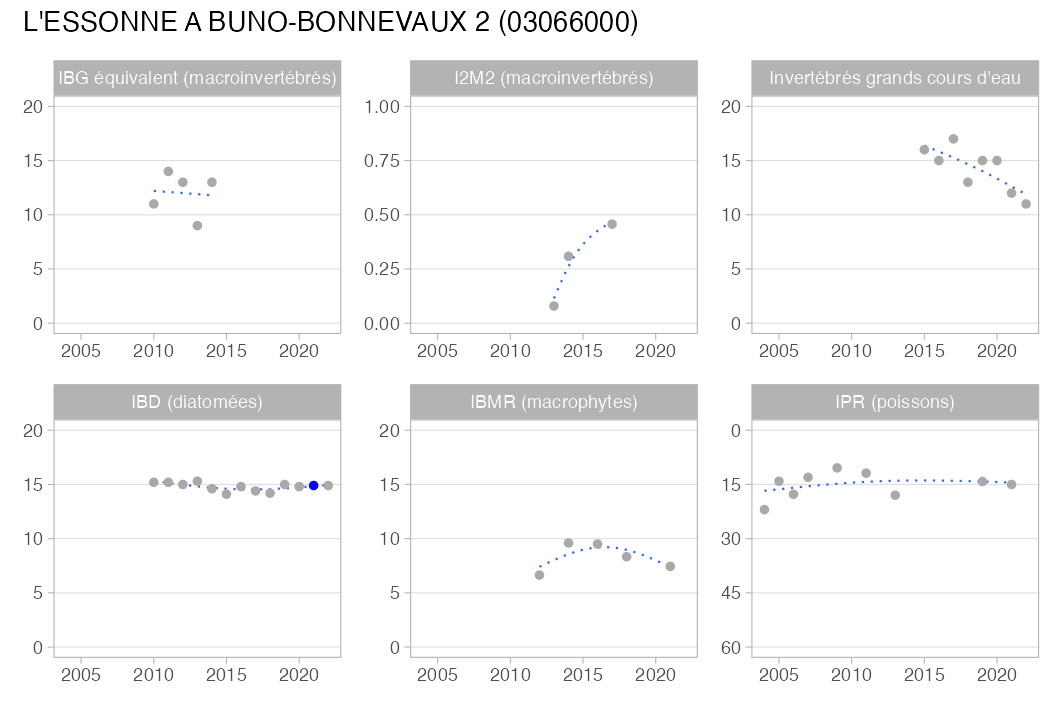 L'ESSONNE A BUNO-BONNEVAUX 2 (03066000)
IBG équivalent (macroinvertébrés)
20
15
10
5
0
2005 2010 2015 2020
I2M2 (macroinvertébrés)
1.00
0.75
0.50
0.25
0.00
2005 2010 2015 2020
Invertébrés grands cours d'eau
20
15
10
5
0
2005 2010 2015 2020
IBD (diatomées)
20
15
10
5
0
2005 2010 2015 2020
IBMR (macrophytes)
20
15
10
5
0
2005 2010 2015 2020
IPR (poissons)
0
15
30
45
60
2005 2010 2015 2020